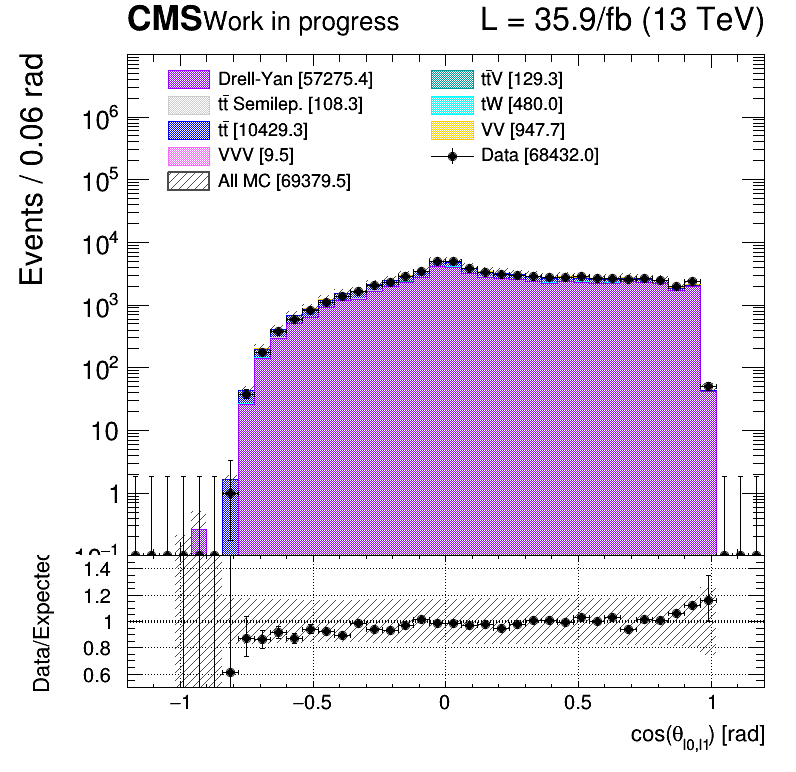 CMS Work in progress L = 35.9/fb (13 TeV)
Events / 0.06 rad
Drell-Yan [57275.4]
tt̄ Semilep. [108.3]
tt̄ [10429.3]
VVV [9.5]
All MC [69379.5]
tt̄V [129.3]
tW [480.0]
VV [947.7]
Data [68432.0]
10⁶
10⁵
10⁴
10³
10²
10
1
10⁻¹
Data/Expected
1.4
1.2
1
0.8
0.6
−1 −0.5 0 0.5 1
cos(θ_{l0,l1}) [rad]